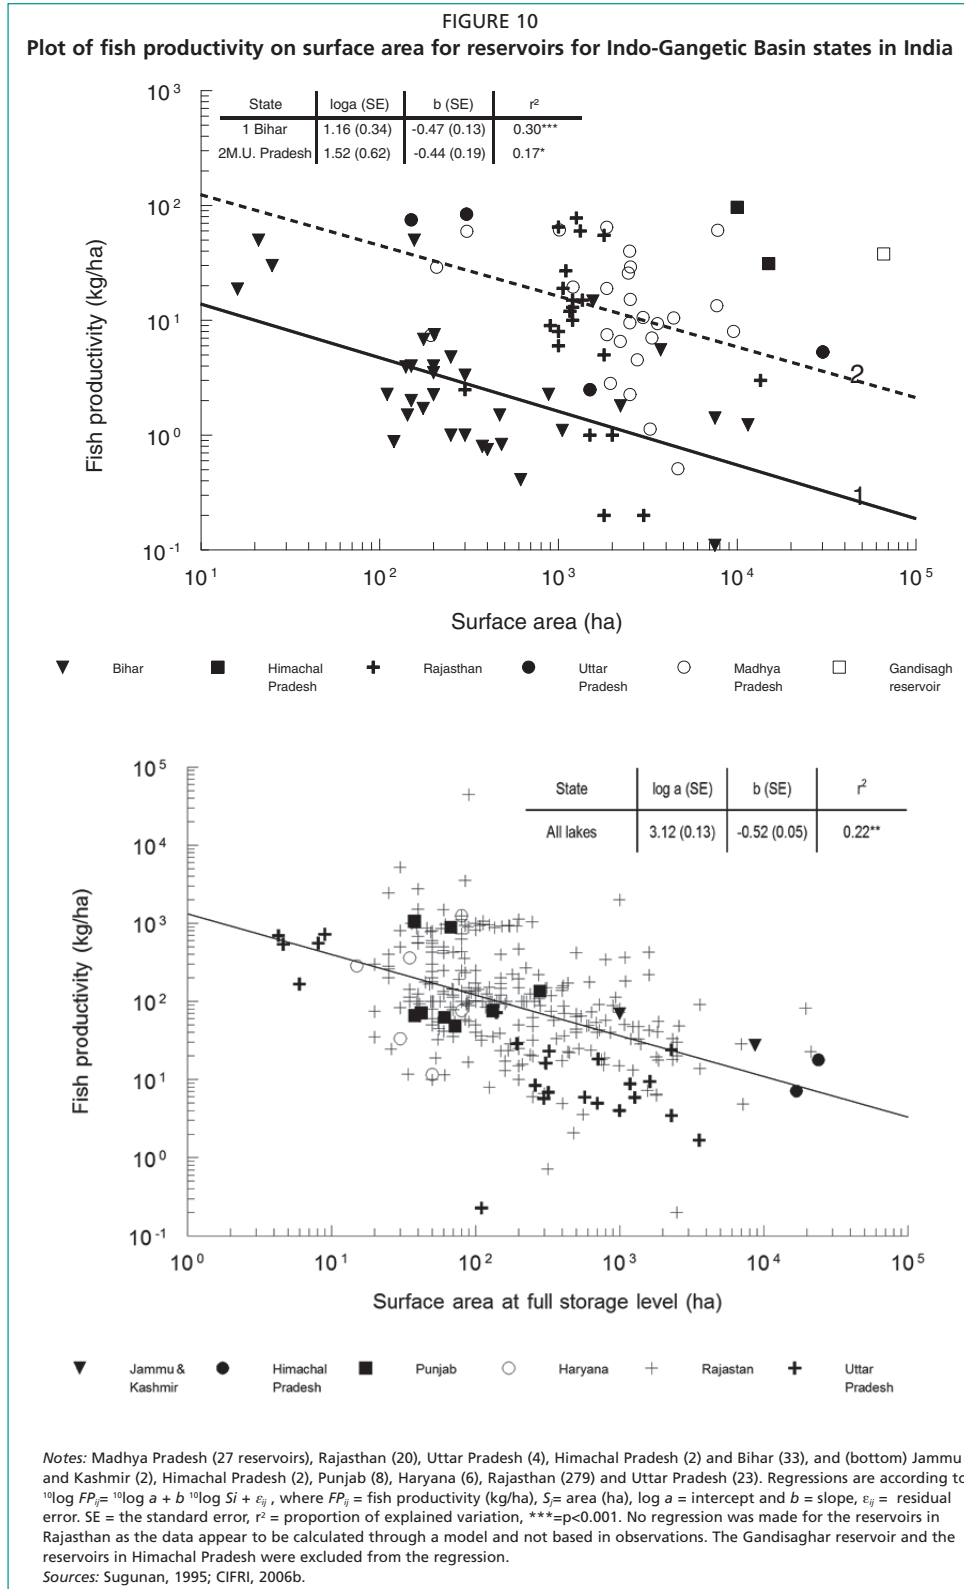 FIGURE 10
Plot of fish productivity on surface area for reservoirs for Indo-Gangetic Basin states in India
State loga (SE) b (SE) r²
1 Bihar 1.16 (0.34) -0.47 (0.13) 0.30***
2M.U. Pradesh 1.52 (0.62) -0.44 (0.19) 0.17*
10³
10²
10¹
10⁰
10⁻¹
Fish productivity (kg/ha)
2
1
10¹ 10² 10³ 10⁴ 10⁵
Surface area (ha)
Bihar Himachal Pradesh Rajasthan Uttar Pradesh Madhya Pradesh Gandisagh reservoir
State log a (SE) b (SE) r²
All lakes 3.12 (0.13) -0.52 (0.05) 0.22**
10⁵
10⁴
10³
10²
10¹
10⁰
10⁻¹
Fish productivity (kg/ha)
10⁰ 10¹ 10² 10³ 10⁴ 10⁵
Surface area at full storage level (ha)
Jammu & Kashmir Himachal Pradesh Punjab Haryana Rajastan Uttar Pradesh
Notes: Madhya Pradesh (27 reservoirs), Rajasthan (20), Uttar Pradesh (4), Himachal Pradesh (2) and Bihar (33), and (bottom) Jammu
and Kashmir (2), Himachal Pradesh (2), Punjab (8), Haryana (6), Rajasthan (279) and Uttar Pradesh (23). Regressions are according to
¹⁰log FPᵢⱼ= ¹⁰log a + b ¹⁰log Si + εᵢⱼ , where FPᵢⱼ = fish productivity (kg/ha), Sⱼ= area (ha), log a = intercept and b = slope, εᵢⱼ = residual
error. SE = the standard error, r² = proportion of explained variation, ***=p<0.001. No regression was made for the reservoirs in
Rajasthan as the data appear to be calculated through a model and not based in observations. The Gandisaghar reservoir and the
reservoirs in Himachal Pradesh were excluded from the regression.
Sources: Sugunan, 1995; CIFRI, 2006b.